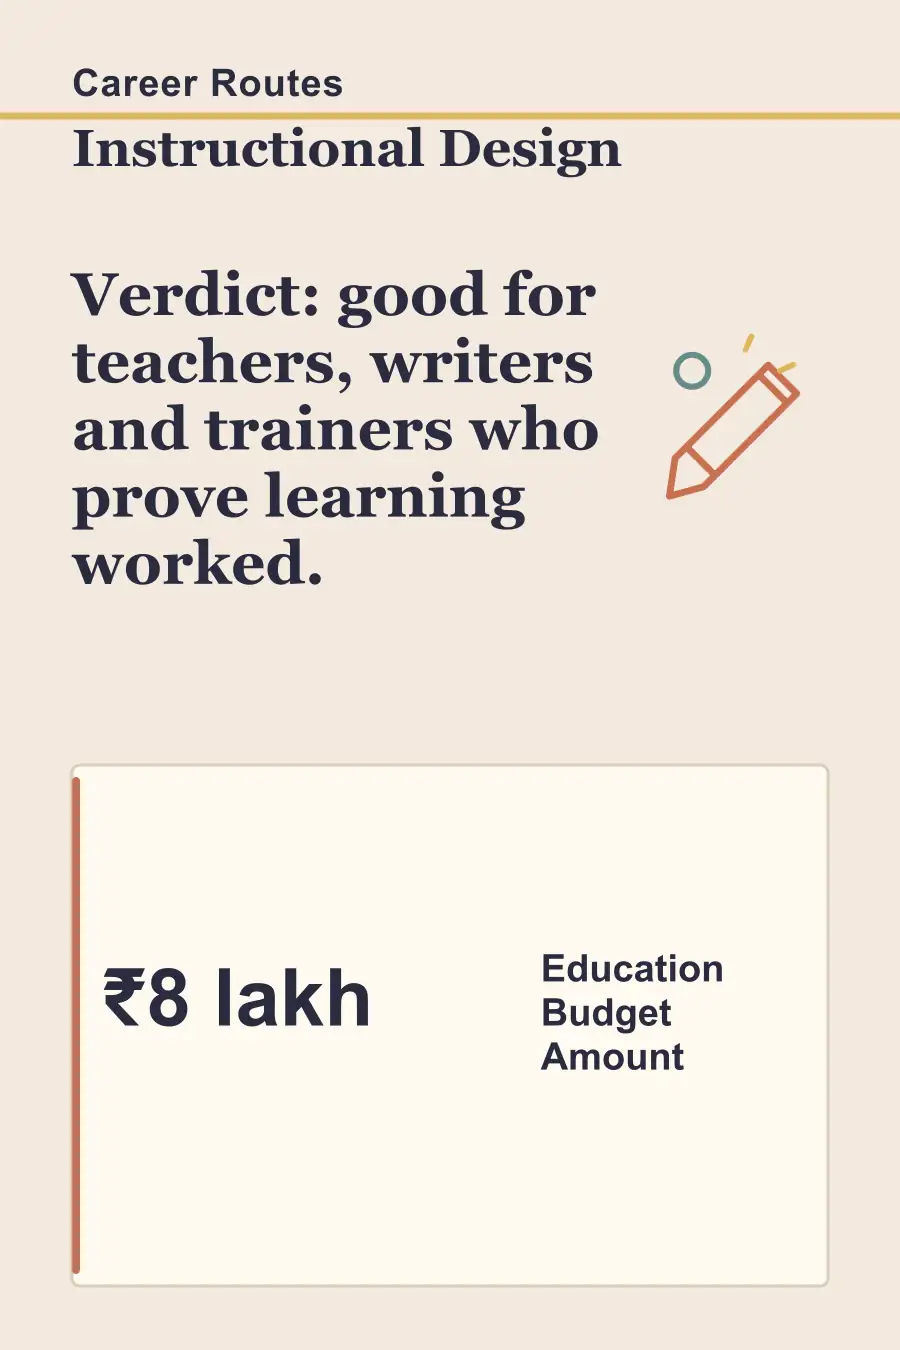 Career Routes
Instructional Design
Verdict: good for
teachers, writers
and trainers who
prove learning
worked.
₹8 lakh
Education
Budget
Amount